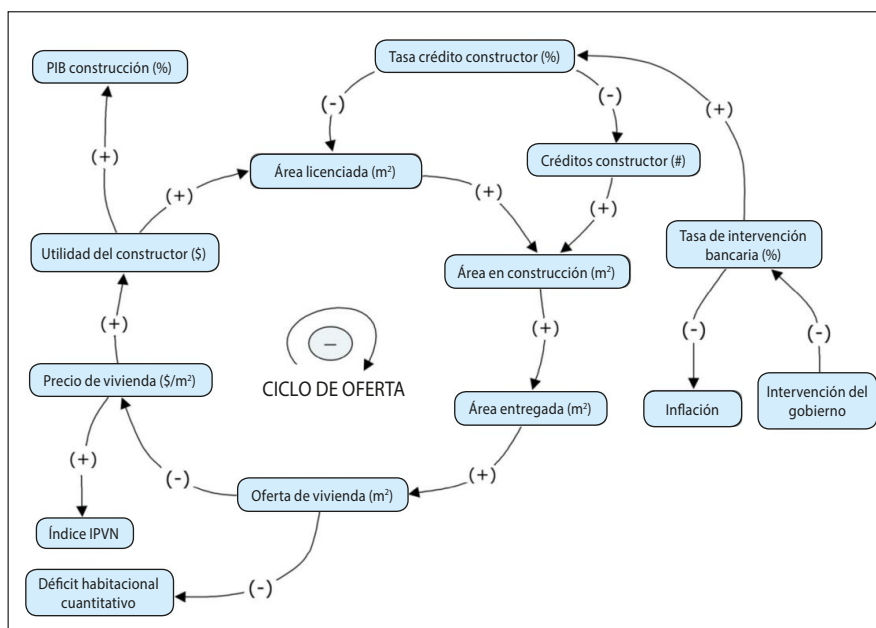 PIB construcción (%)
Tasa crédito constructor (%)
(-)
(-)
(+)
(+)
Área licenciada (m²)
Créditos constructor (#)
(+)
(+)
(+)
Utilidad del constructor ($)
Tasa de intervención
bancaria (%)
Área en construcción (m²)
(+)
(+)
(-)
(-)
–
CICLO DE OFERTA
Precio de vivienda ($/m²)
Área entregada (m²)
Inflación
Intervención del
gobierno
(+)
(-)
(+)
Oferta de vivienda (m²)
Índice IPVN
(-)
Déficit habitacional
cuantitativo